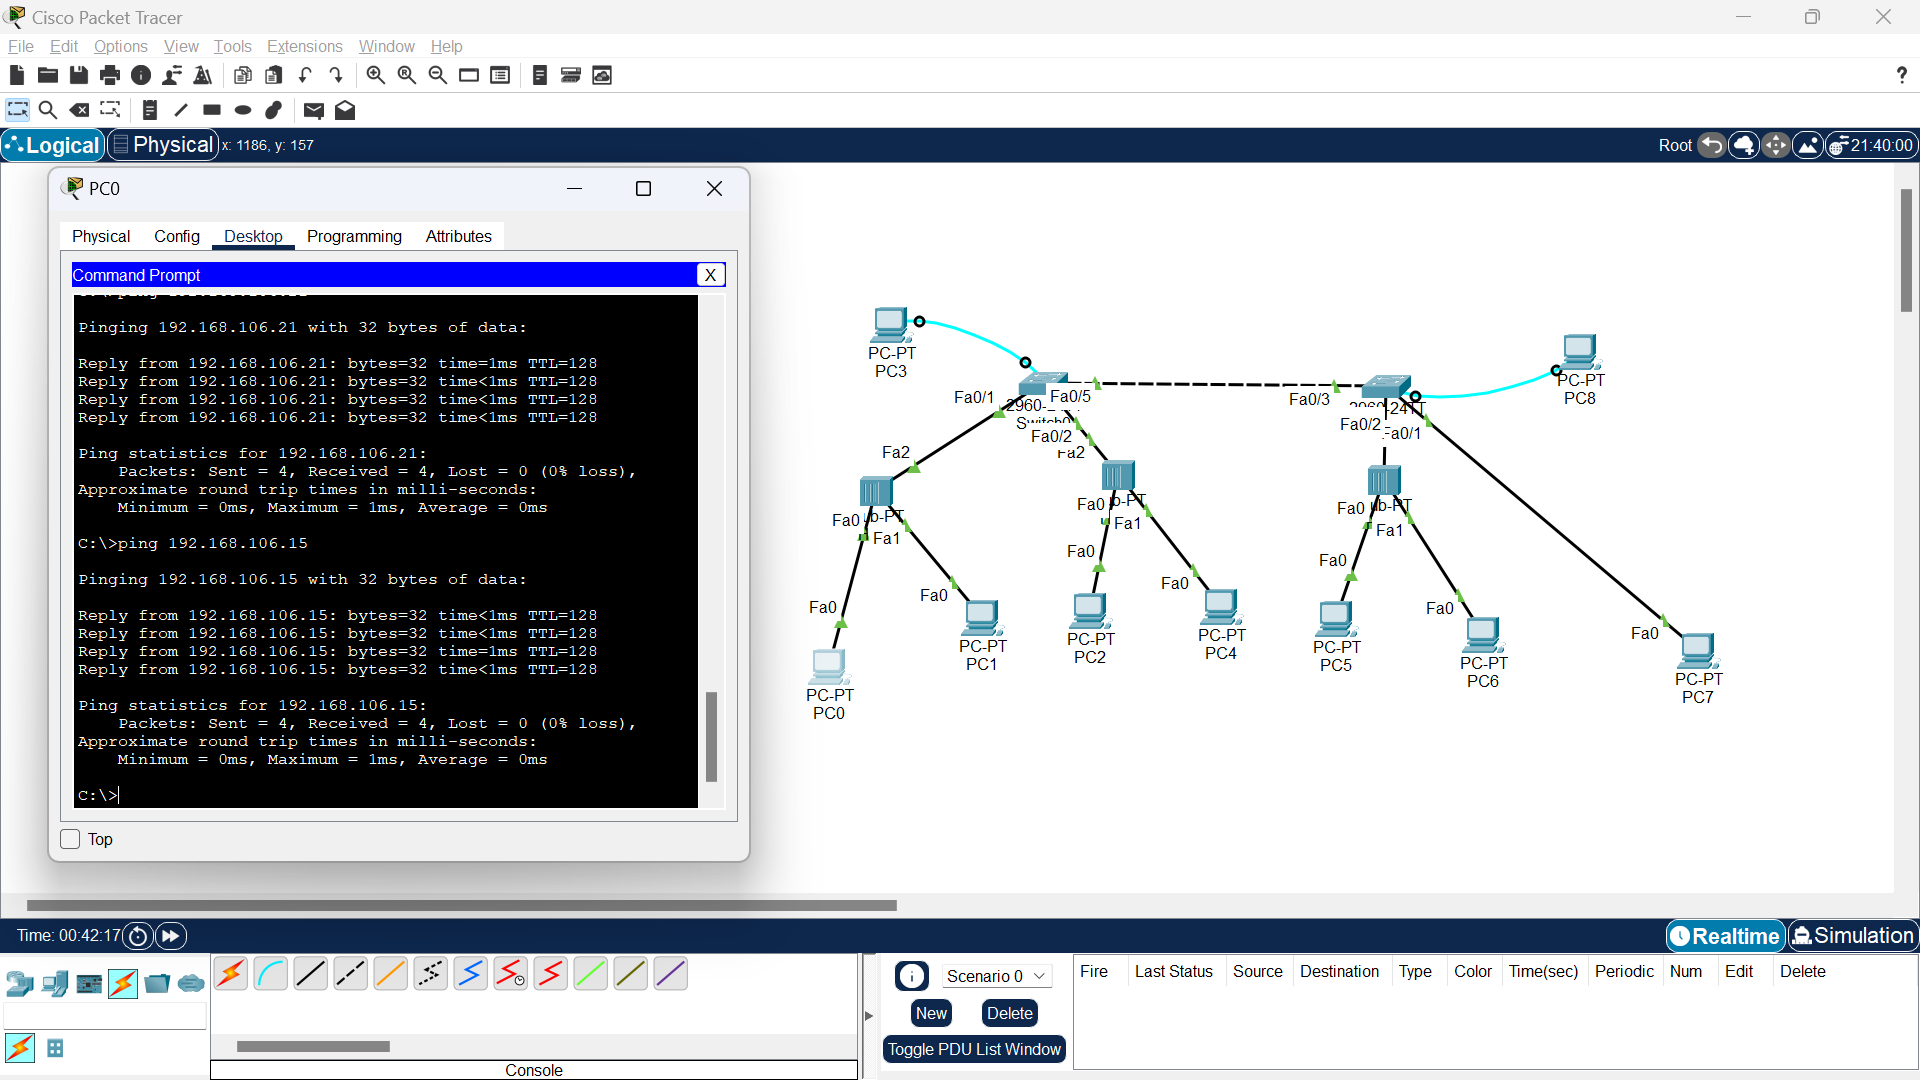 Cisco Packet Tracer
File Edit Options View Tools Extensions Window Help
?
Logical Physical x: 1186, y: 157
Root 21:40:00
PC0
Physical Config Desktop Programming Attributes
Command Prompt X
Pinging 192.168.106.21 with 32 bytes of data:
Reply from 192.168.106.21: bytes=32 time=1ms TTL=128
Reply from 192.168.106.21: bytes=32 time<1ms TTL=128
Reply from 192.168.106.21: bytes=32 time<1ms TTL=128
Reply from 192.168.106.21: bytes=32 time<1ms TTL=128
Ping statistics for 192.168.106.21:
Packets: Sent = 4, Received = 4, Lost = 0 (0% loss),
Approximate round trip times in milli-seconds:
Minimum = 0ms, Maximum = 1ms, Average = 0ms
C:\>ping 192.168.106.15
Pinging 192.168.106.15 with 32 bytes of data:
Reply from 192.168.106.15: bytes=32 time<1ms TTL=128
Reply from 192.168.106.15: bytes=32 time<1ms TTL=128
Reply from 192.168.106.15: bytes=32 time=1ms TTL=128
Reply from 192.168.106.15: bytes=32 time<1ms TTL=128
Ping statistics for 192.168.106.15:
Packets: Sent = 4, Received = 4, Lost = 0 (0% loss),
Approximate round trip times in milli-seconds:
Minimum = 0ms, Maximum = 1ms, Average = 0ms
C:\>
Top
PC-PT
PC3
PC-PT
PC8
Fa0/1
Fa0/5
Fa0/3
Fa0/2
Fa0/2
Fa0/1
Fa2
Fa2
Fa0
Fa1
Fa0
Fa1
Fa0
Fa1
Fa0
Fa0
Fa0
Fa0
Fa0
Fa0
Fa0
PC-PT
PC0
PC-PT
PC1
PC-PT
PC2
PC-PT
PC4
PC-PT
PC5
PC-PT
PC6
PC-PT
PC7
Time: 00:42:17
Realtime Simulation
Scenario 0
New Delete
Toggle PDU List Window
Fire Last Status Source Destination Type Color Time(sec) Periodic Num Edit Delete
Console